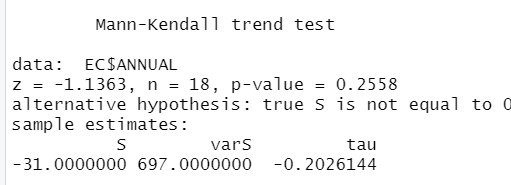 Mann-Kendall trend test
data:  EC$ANNUAL
z = -1.1363, n = 18, p-value = 0.2558
alternative hypothesis: true S is not equal to 0
sample estimates:
S varS tau
-31.0000000 697.0000000 -0.2026144